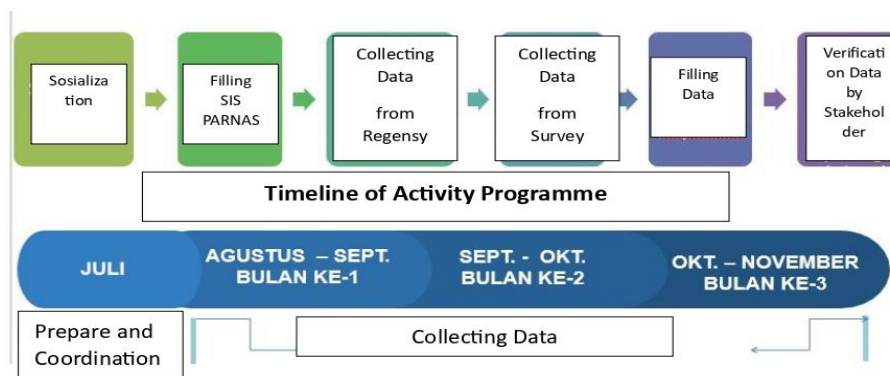 Sosializa
tion
Filling
SIS
PARNAS
Collecting
Data
from
Regensy
Collecting
Data
from
Survey
Filling
Data
Verificati
on Data
by
Stakehol
der
Timeline of Activity Programme
JULI
AGUSTUS – SEPT.
BULAN KE-1
SEPT. - OKT.
BULAN KE-2
OKT. – NOVEMBER
BULAN KE-3
Prepare and
Coordination
Collecting Data